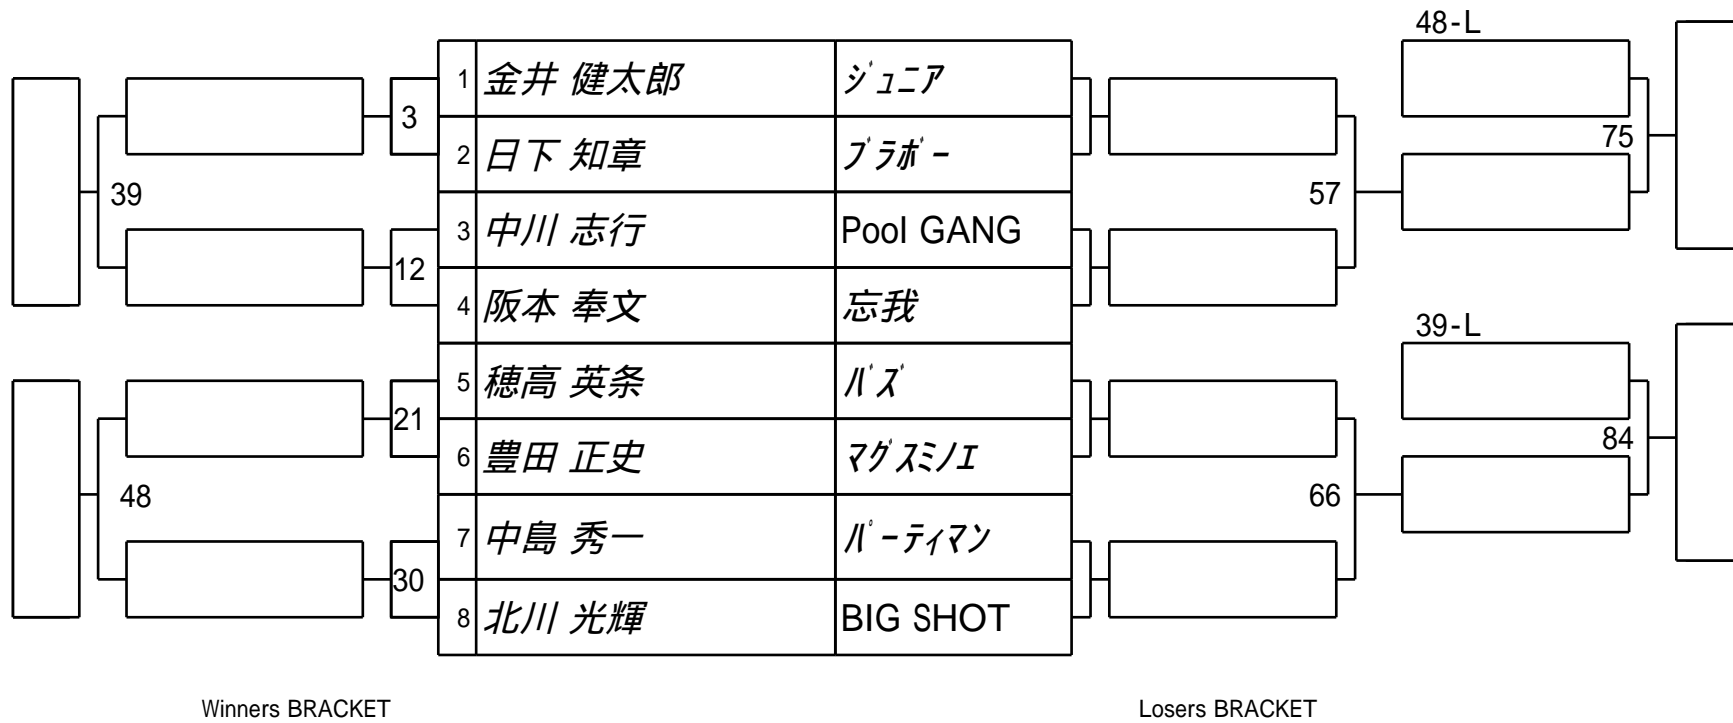 48-L
1 金井 健太郎 ジュニア
3
2 日下 知章 ブラボー
75
39
57
3 中川 志行 Pool GANG
12
4 阪本 奉文 忘我
39-L
5 穂高 英条 バズ
21
6 豊田 正史 マグスミノエ
84
48
66
7 中島 秀一 パーティマン
30
8 北川 光輝 BIG SHOT
Winners BRACKET Losers BRACKET